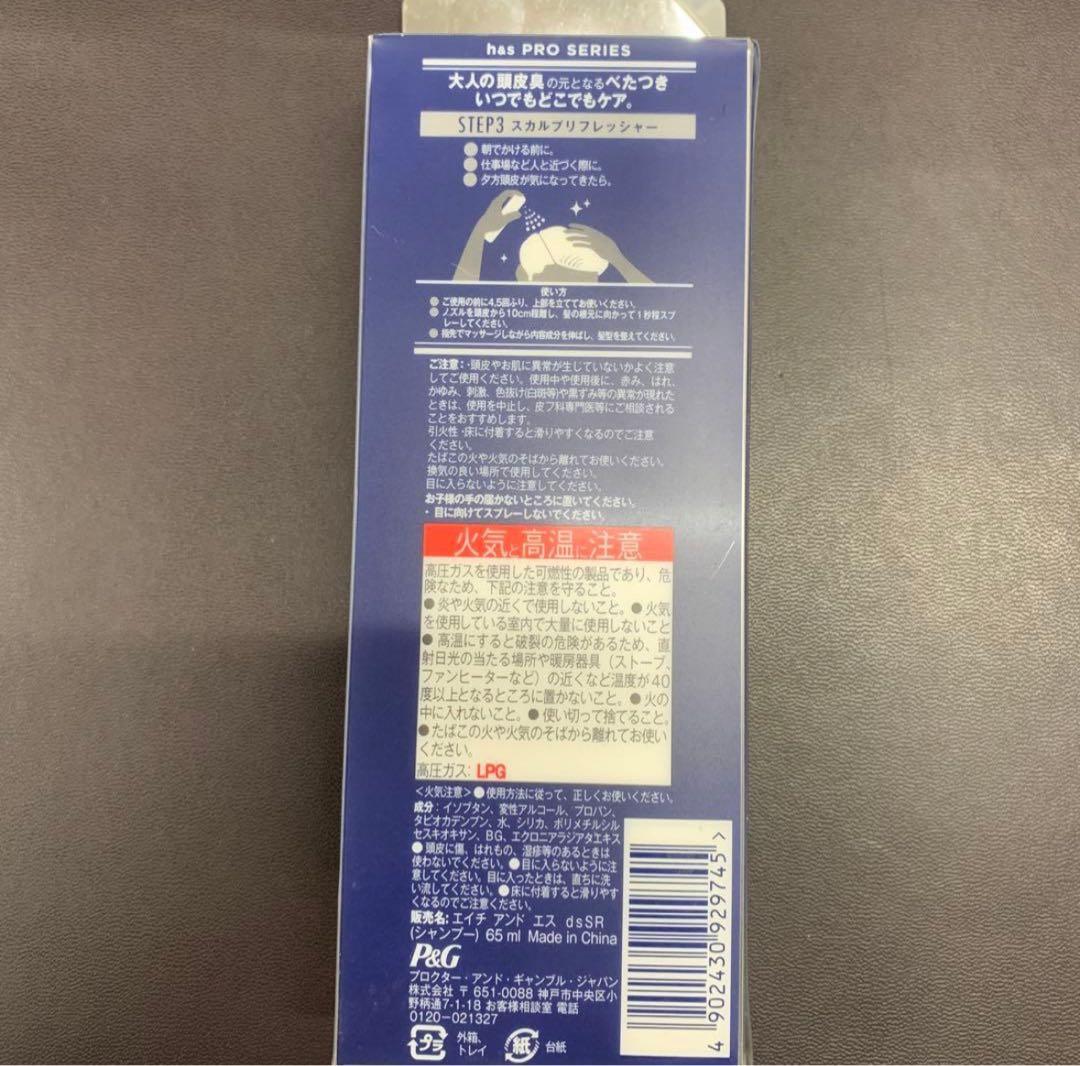 h&s PRO SERIES
大人の頭皮臭の元となるべたつき
いつでもどこでもケア。
STEP3 スカルプリフレッシャー
● 朝でかける前に。
● 仕事場など人と近づく際に。
● 夕方頭皮が気になってきたら。
使い方
● ご使用の前に4,5回ふり、上部を立ててお使いください。
● ノズルを頭皮から10cm程離し、髪の根元に向かって1秒程スプ
レーしてください。
● 指先でマッサージしながら内容成分を伸ばし、髪型を整えてください。
ご注意:・頭皮やお肌に異常が生じていないかよく注意
してご使用ください。使用中や使用後に、赤み、はれ、
かゆみ、刺激、色抜け(白斑等)や黒ずみ等の異常が現れた
ときは、使用を中止し、皮フ科専門医等にご相談される
ことをおすすめします。
引火性・床に付着すると滑りやすくなるのでご注意
ください。
たばこの火や火気のそばから離れてお使いください。
換気の良い場所で使用してください。
目に入らないように注意してください。
お子様の手の届かないところに置いてください。
・目に向けてスプレーしないでください。
火気と高温に注意
高圧ガスを使用した可燃性の製品であり、危
険なため、下記の注意を守ること。
● 炎や火気の近くで使用しないこと。● 火気
を使用している室内で大量に使用しないこと
● 高温にすると破裂の危険があるため、直
射日光の当たる場所や暖房器具(ストーブ、
ファンヒーターなど)の近くなど温度が40
度以上となるところに置かないこと。● 火の
中に入れないこと。● 使い切って捨てること。
● たばこの火や火気のそばから離れてお使い
ください。
高圧ガス: LPG
<火気注意>● 使用方法に従って、正しくお使いください。
成分:イソブタン、変性アルコール、プロパン、
タピオカデンプン、水、シリカ、ポリメチルシル
セスキオキサン、BG、エクロニアラジアタエキス
● 頭皮に傷、はれもの、湿疹等のあるときは
使わないでください。● 目に入らないように注
意してください。目に入ったときは、直ちに洗
い流してください。● 床に付着すると滑りやす
くなるのでご注意ください。
販売名:エイチ アンド エス dsSR
(シャンプー) 65 ml Made in China
P&G
プロクター・アンド・ギャンブル・ジャパン
株式会社 〒651-0088 神戸市中央区小
野柄通7-1-18 お客様相談室 電話
0120-021327
プラ 外箱、
トレイ
紙 台紙
4 902430 929745 >